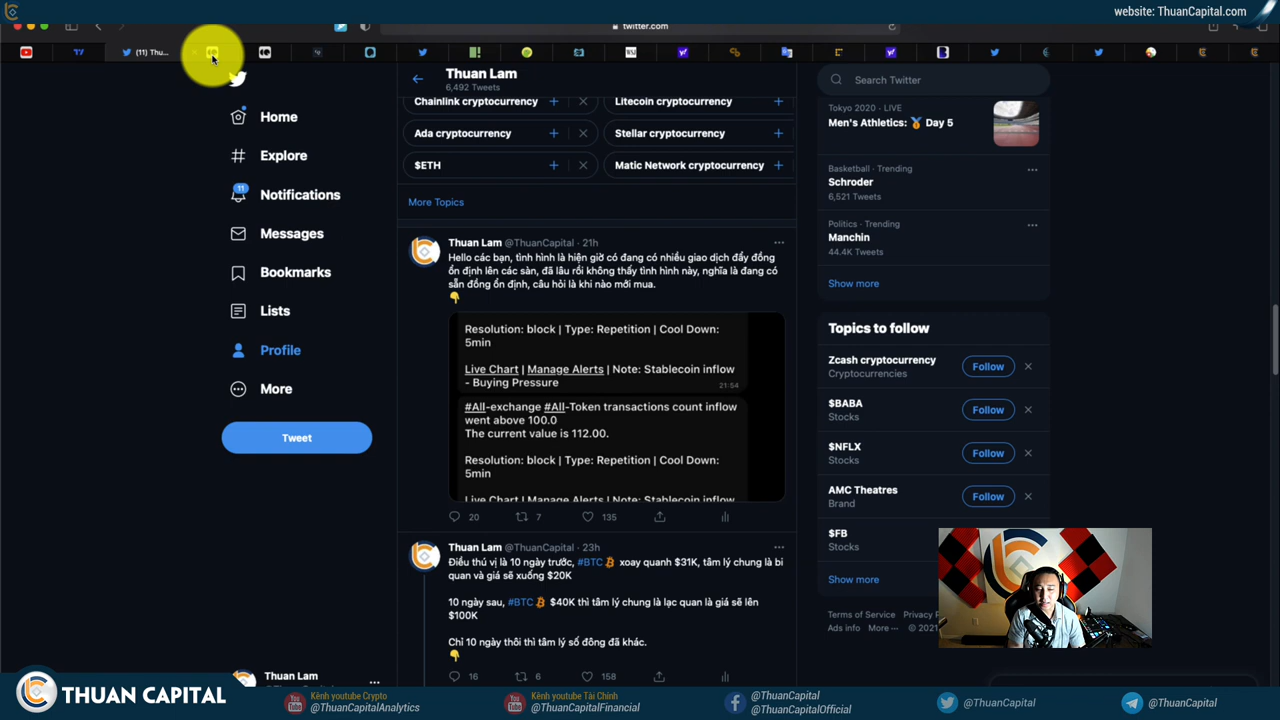 website: ThuanCapital.com
twitter.com
(11) Thu...
Home
Explore
11
Notifications
Messages
Bookmarks
Lists
Profile
More
Tweet
Thuan Lam
•••
Thuan Lam
6,492 Tweets
Chainlink cryptocurrency
Litecoin cryptocurrency
Ada cryptocurrency
Stellar cryptocurrency
$ETH
Matic Network cryptocurrency
More Topics
Thuan Lam @ThuanCapital · 21h
Hello các bạn, tình hình là hiện giờ có đang có nhiều giao dịch đẩy đồng
ổn định lên các sàn, đã lâu rồi không thấy tình hình này, nghĩa là đang có
sẵn đồng ổn định, câu hỏi là khi nào mới mua.
👇
Resolution: block | Type: Repetition | Cool Down:
5min
Live Chart | Manage Alerts | Note: Stablecoin inflow
- Buying Pressure
21:54
#All-exchange #All-Token transactions count inflow
went above 100.0
The current value is 112.00.
Resolution: block | Type: Repetition | Cool Down:
5min
Live Chart | Manage Alerts | Note: Stablecoin inflow
20 7 135
Thuan Lam @ThuanCapital · 23h
Điều thú vị là 10 ngày trước, #BTC xoay quanh $31K, tâm lý chung là bi
quan và giá sẽ xuống $20K
10 ngày sau, #BTC $40K thì tâm lý chung là lạc quan là giá sẽ lên
$100K
Chỉ 10 ngày thôi thì tâm lý số đông đã khác.
👇
16 6 158
Search Twitter
Tokyo 2020 - LIVE
Men's Athletics: 🏅 Day 5
Basketball · Trending
Schroder
6,521 Tweets
Politics · Trending
Manchin
44.4K Tweets
Show more
Topics to follow
Zcash cryptocurrency
Cryptocurrencies
Follow
$BABA
Stocks
Follow
$NFLX
Stocks
Follow
AMC Theatres
Brand
Follow
$FB
Stocks
Show more
Terms of Service Privacy P
Ads info More ··· © 2021
THUAN CAPITAL
Kênh youtube Crypto
@ThuanCapitalAnalytics
Kênh youtube Tài Chính
@ThuanCapitalFinancial
@ThuanCapital
@ThuanCapitalOfficial
@ThuanCapital
@ThuanCapital